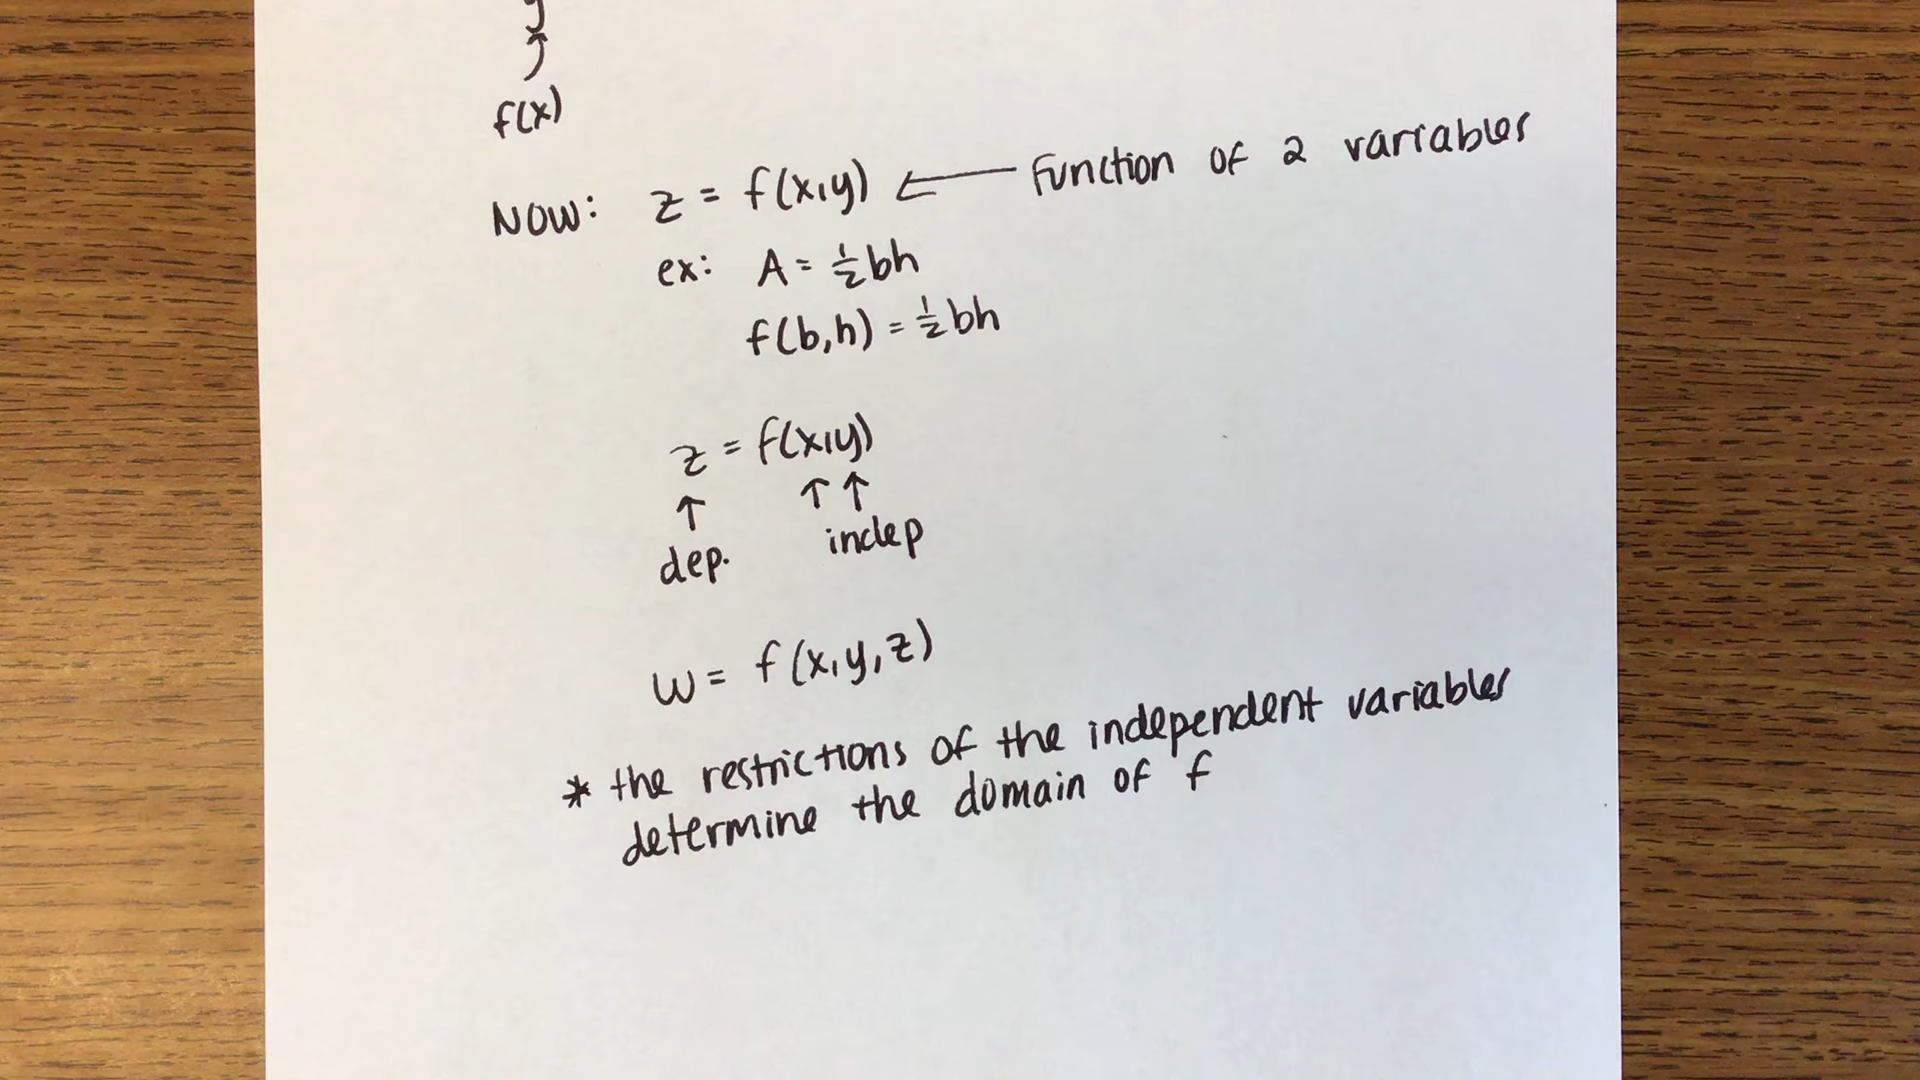 y
f(x)
NOW: z = f(x,y) ← Function of 2 variables
ex: A = ½bh
f(b,h) = ½bh
z = f(x,y)
↑ ↑ ↑
dep. indep
w = f(x,y,z)
* the restrictions of the independent variables
determine the domain of f